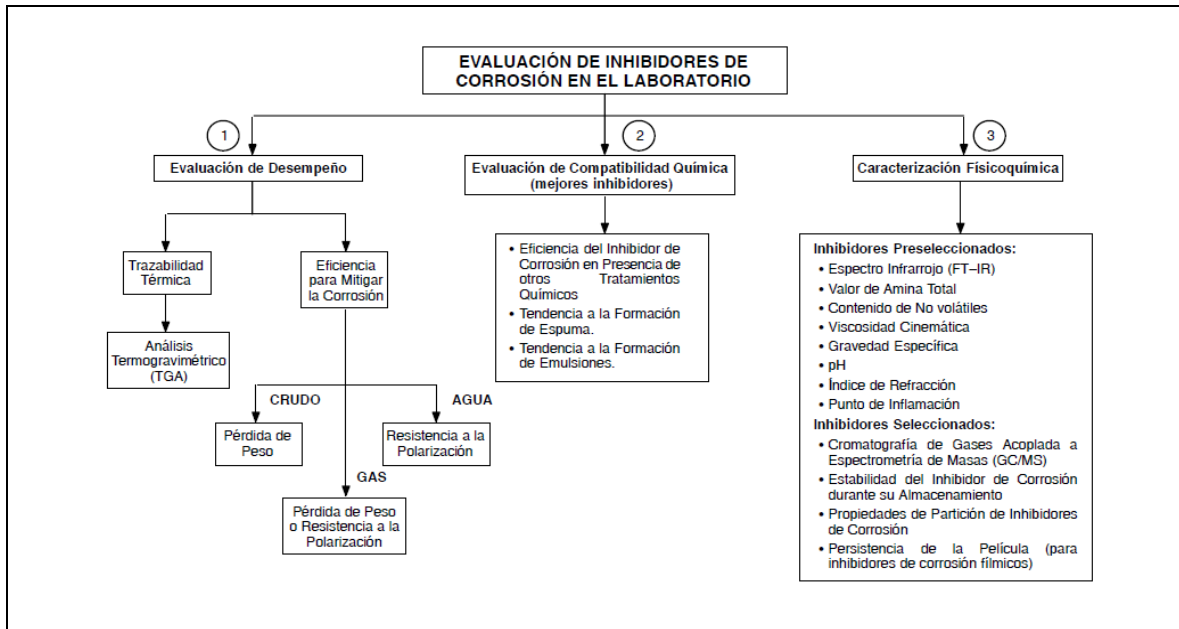 EVALUACIÓN DE INHIBIDORES DE
CORROSIÓN EN EL LABORATORIO
1
Evaluación de Desempeño
2
Evaluación de Compatibilidad Química
(mejores inhibidores)
3
Caracterización Físicoquímica
Trazabilidad
Térmica
Análisis
Termogravimétrico
(TGA)
Eficiencia
para Mitigar
la Corrosión
CRUDO
Pérdida de
Peso
AGUA
Resistencia a la
Polarización
GAS
Pérdida de Peso
o Resistencia a la
Polarización
• Eficiencia del Inhibidor de
Corrosión en Presencia de
otros Tratamientos
Químicos
• Tendencia a la Formación
de Espuma.
• Tendencia a la Formación
de Emulsiones.
Inhibidores Preseleccionados:
• Espectro Infrarrojo (FT–IR)
• Valor de Amina Total
• Contenido de No volátiles
• Viscosidad Cinemática
• Gravedad Específica
• pH
• Índice de Refracción
• Punto de Inflamación
Inhibidores Seleccionados:
• Cromatografía de Gases Acoplada a
Espectrometría de Masas (GC/MS)
• Estabilidad del Inhibidor de Corrosión
durante su Almacenamiento
• Propiedades de Partición de Inhibidores
de Corrosión
• Persistencia de la Película (para
inhibidores de corrosión fílmicos)